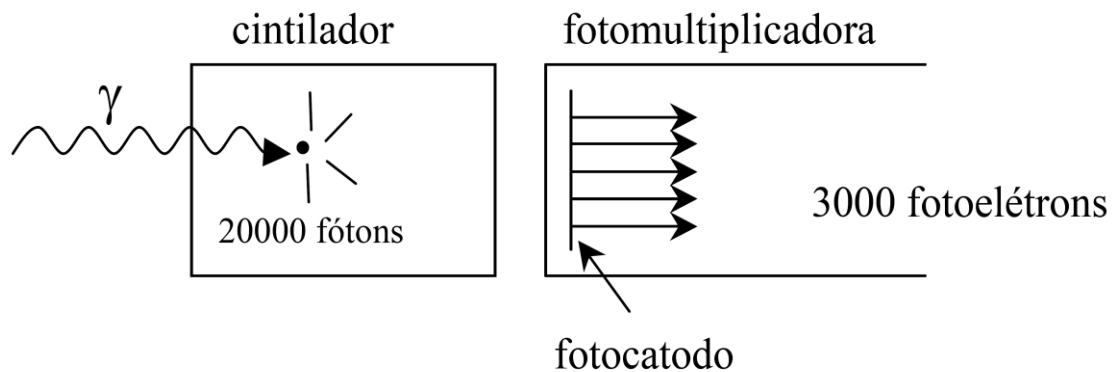 cintilador
fotomultiplicadora
γ
20000 fótons
3000 fotoelétrons
fotocatodo